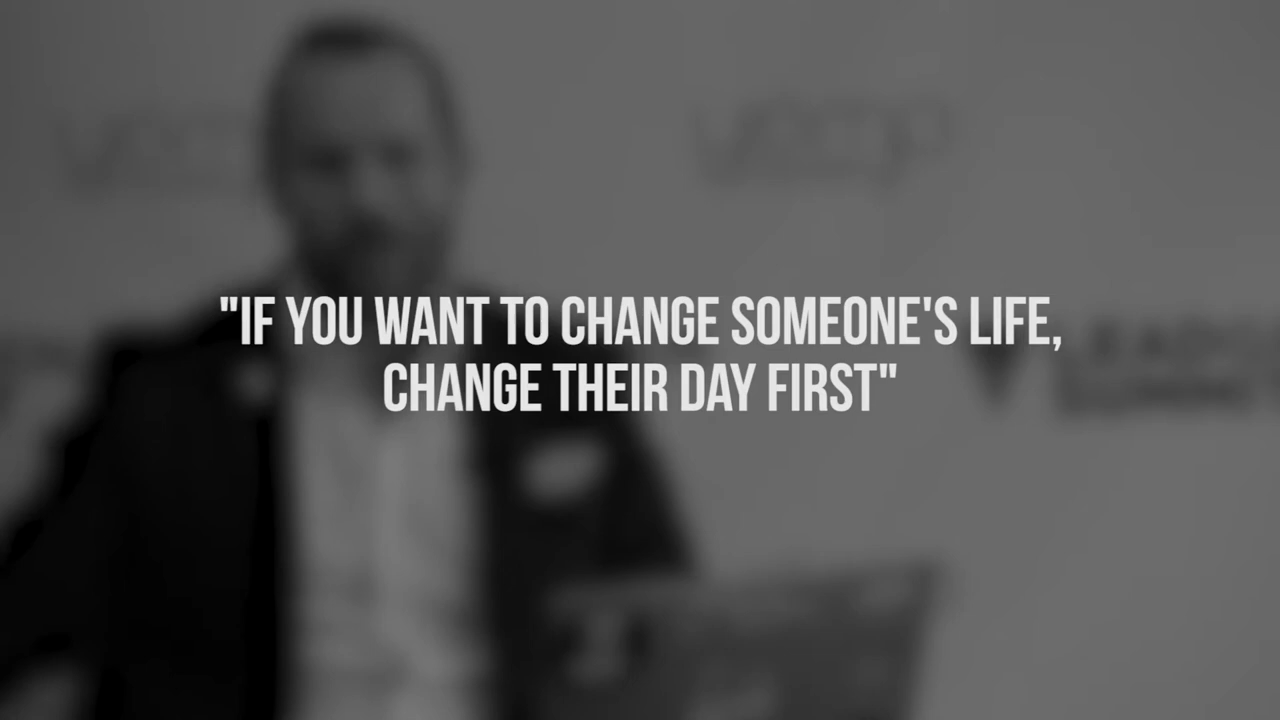 "IF YOU WANT TO CHANGE SOMEONE'S LIFE,
CHANGE THEIR DAY FIRST"